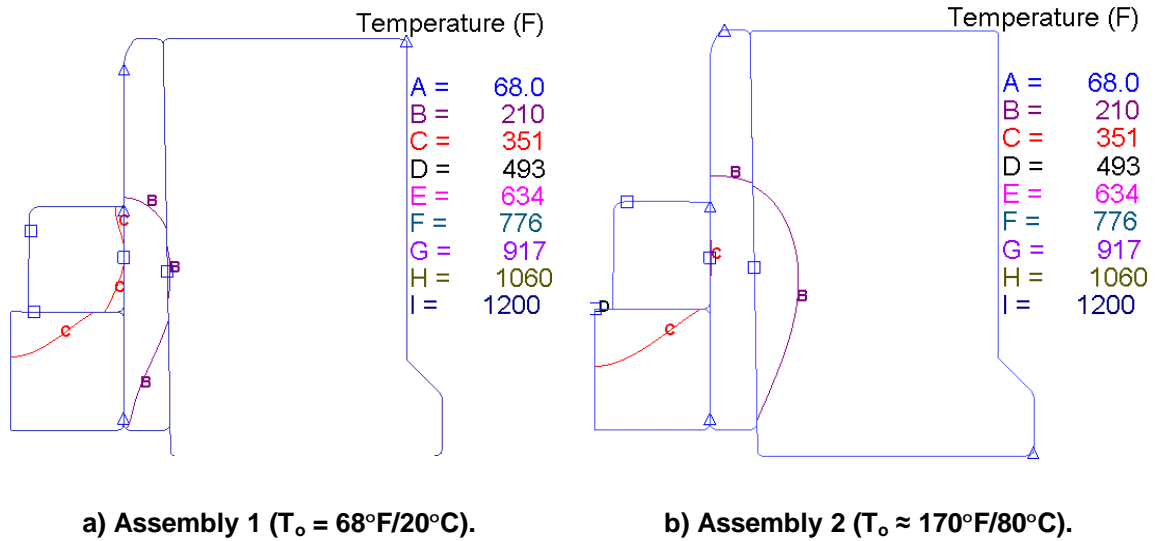 Temperature (F)
A = 68.0
B = 210
C = 351
D = 493
E = 634
F = 776
G = 917
H = 1060
I = 1200
B
C
B
C
C
B
a) Assembly 1 (Tₒ = 68°F/20°C).
Temperature (F)
A = 68.0
B = 210
C = 351
D = 493
E = 634
F = 776
G = 917
H = 1060
I = 1200
B
C
B
D
C
b) Assembly 2 (Tₒ ≈ 170°F/80°C).